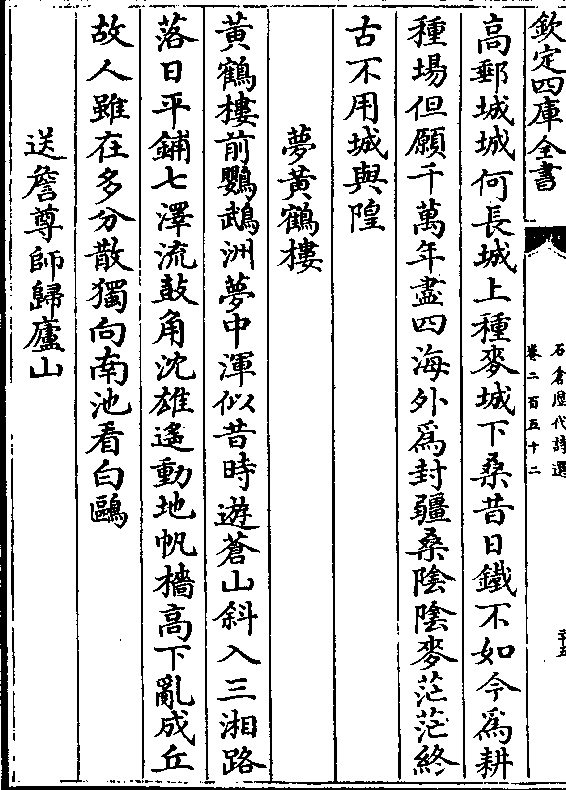 欽定四庫全書
石倉歷代詩選
卷二百五十二
高郵城城何長城上種麥城下桑昔日鐵不如今爲耕
種場但願千萬年盡四海外爲封疆桑陰陰麥茫茫終
古不用城與隍
夢黃鶴樓
黃鶴樓前鸚鵡洲夢中渾似昔時遊蒼山斜入三湘路
落日平鋪七澤流鼓角沈雄遙動地帆檣高下亂成丘
故人雖在多分散獨向南池看白鷗
送詹尊師歸廬山